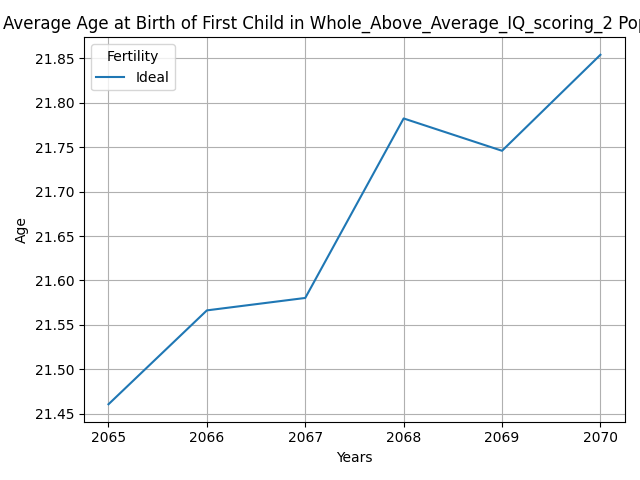 Average Age at Birth of First Child in Whole_Above_Average_IQ_scoring_2
Fertility
Ideal
21.85
21.80
21.75
21.70
21.65
21.60
21.55
21.50
21.45
Age
2065 2066 2067 2068 2069 2070
Years